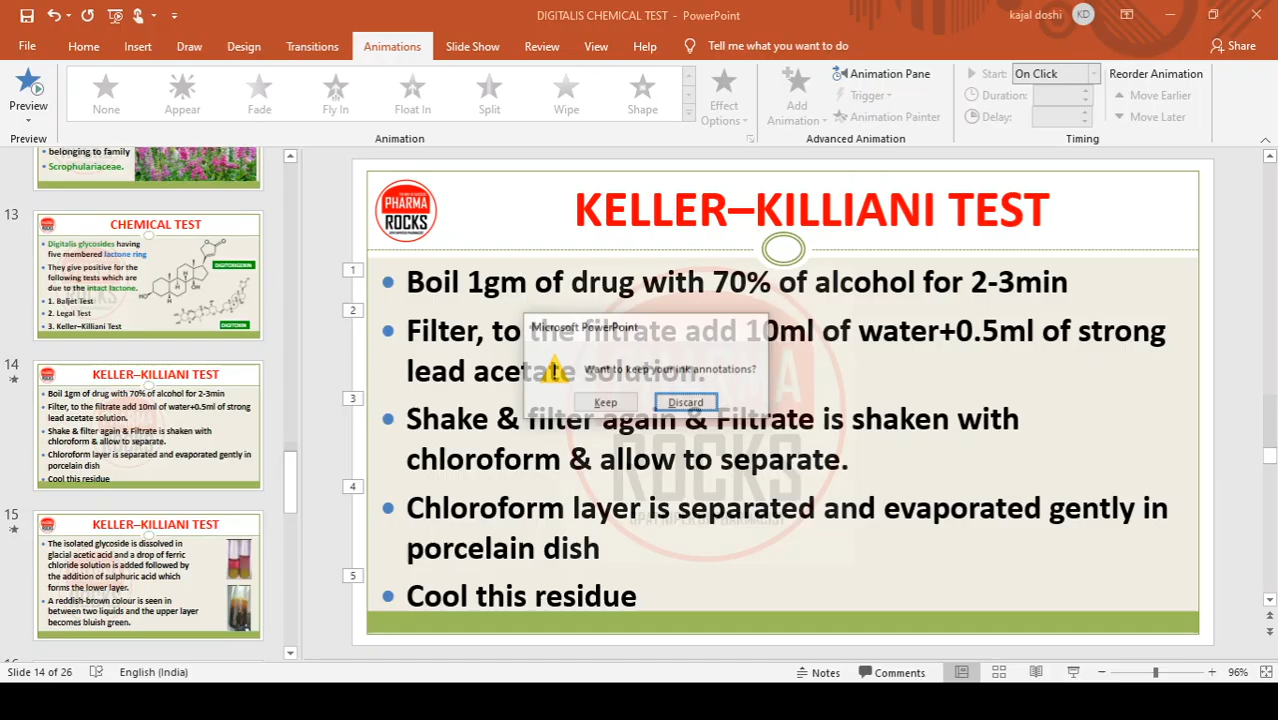 DIGITALIS CHEMICAL TEST - PowerPoint
kajal doshi
KD
File
Home
Insert
Draw
Design
Transitions
Animations
Slide Show
Review
View
Help
Tell me what you want to do
Share
Preview
Preview
None
Appear
Fade
Fly In
Float In
Split
Wipe
Shape
Animation
Effect
Options
Add
Animation
Animation Pane
Trigger
Animation Painter
Advanced Animation
Start: On Click
Duration:
Delay:
Reorder Animation
Move Earlier
Move Later
Timing
belonging to family
Scrophulariaceae.
13
CHEMICAL TEST
Digitalis glycosides having
five membered lactone ring
They give positive for the
following tests which are
due to the intact lactone.
1. Baljet Test
2. Legal Test
3. Keller–Killiani Test
DIGITOXIGENIN
DIGITOXIN
HO
14
KELLER–KILLIANI TEST
Boil 1gm of drug with 70% of alcohol for 2-3min
Filter, to the filtrate add 10ml of water+0.5ml of strong
lead acetate solution.
Shake & filter again & Filtrate is shaken with
chloroform & allow to separate.
Chloroform layer is separated and evaporated gently in
porcelain dish
Cool this residue
15
KELLER–KILLIANI TEST
The isolated glycoside is dissolved in
glacial acetic acid and a drop of ferric
chloride solution is added followed by
the addition of sulphuric acid which
forms the lower layer.
A reddish-brown colour is seen in
between two liquids and the upper layer
becomes bluish green.
PHARMA
ROCKS
KELLER–KILLIANI TEST
1
Boil 1gm of drug with 70% of alcohol for 2-3min
2
Filter, to the filtrate add 10ml of water+0.5ml of strong
lead acetate solution.
3
Shake & filter again & Filtrate is shaken with
chloroform & allow to separate.
4
Chloroform layer is separated and evaporated gently in
porcelain dish
5
Cool this residue
Microsoft PowerPoint
Want to keep your ink annotations?
Keep
Discard
ROCKS
Slide 14 of 26
English (India)
Notes
Comments
96%